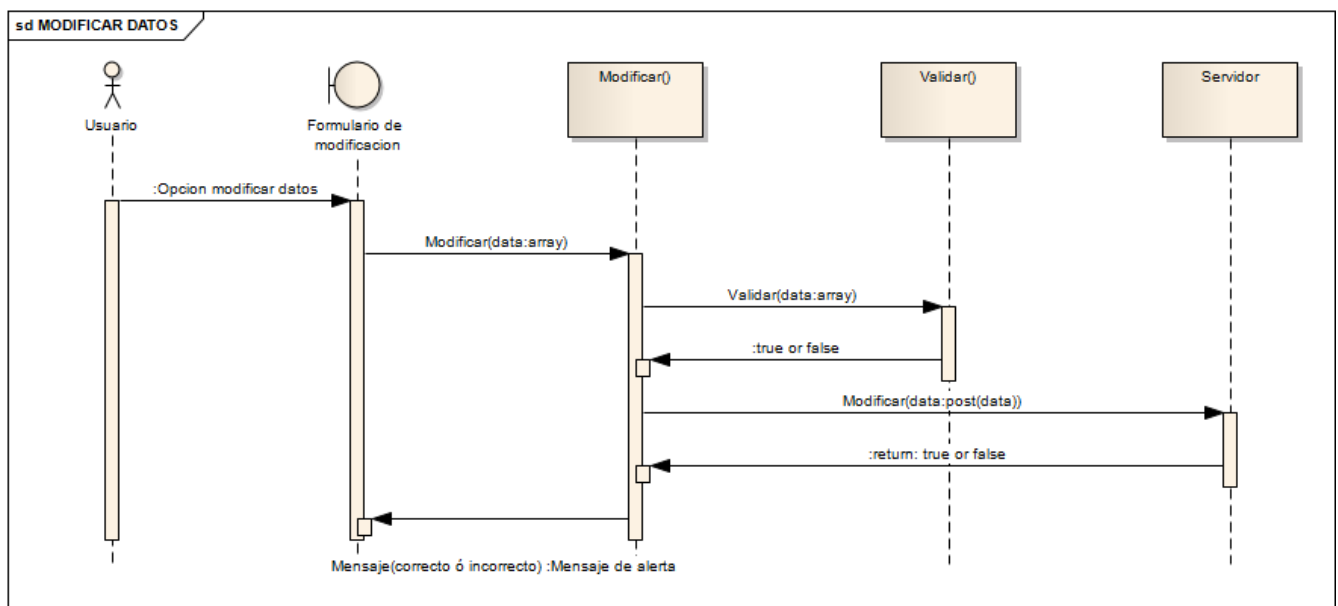 sd MODIFICAR DATOS
Usuario
Formulario de
modificacion
Modificar()
Validar()
Servidor
:Opcion modificar datos
Modificar(data:array)
Validar(data:array)
:true or false
Modificar(data:post(data))
:return: true or false
Mensaje(correcto ó incorrecto) :Mensaje de alerta